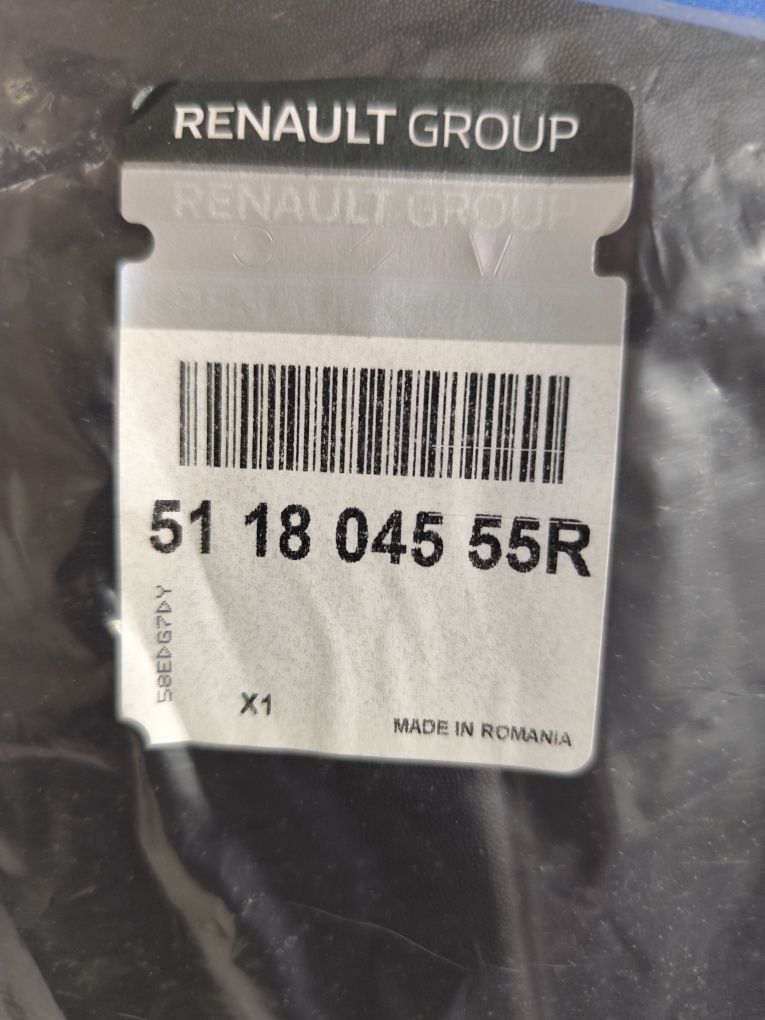 RENAULT GROUP
RENAULT GROUP
51 18 045 55R
X1
MADE IN ROMANIA